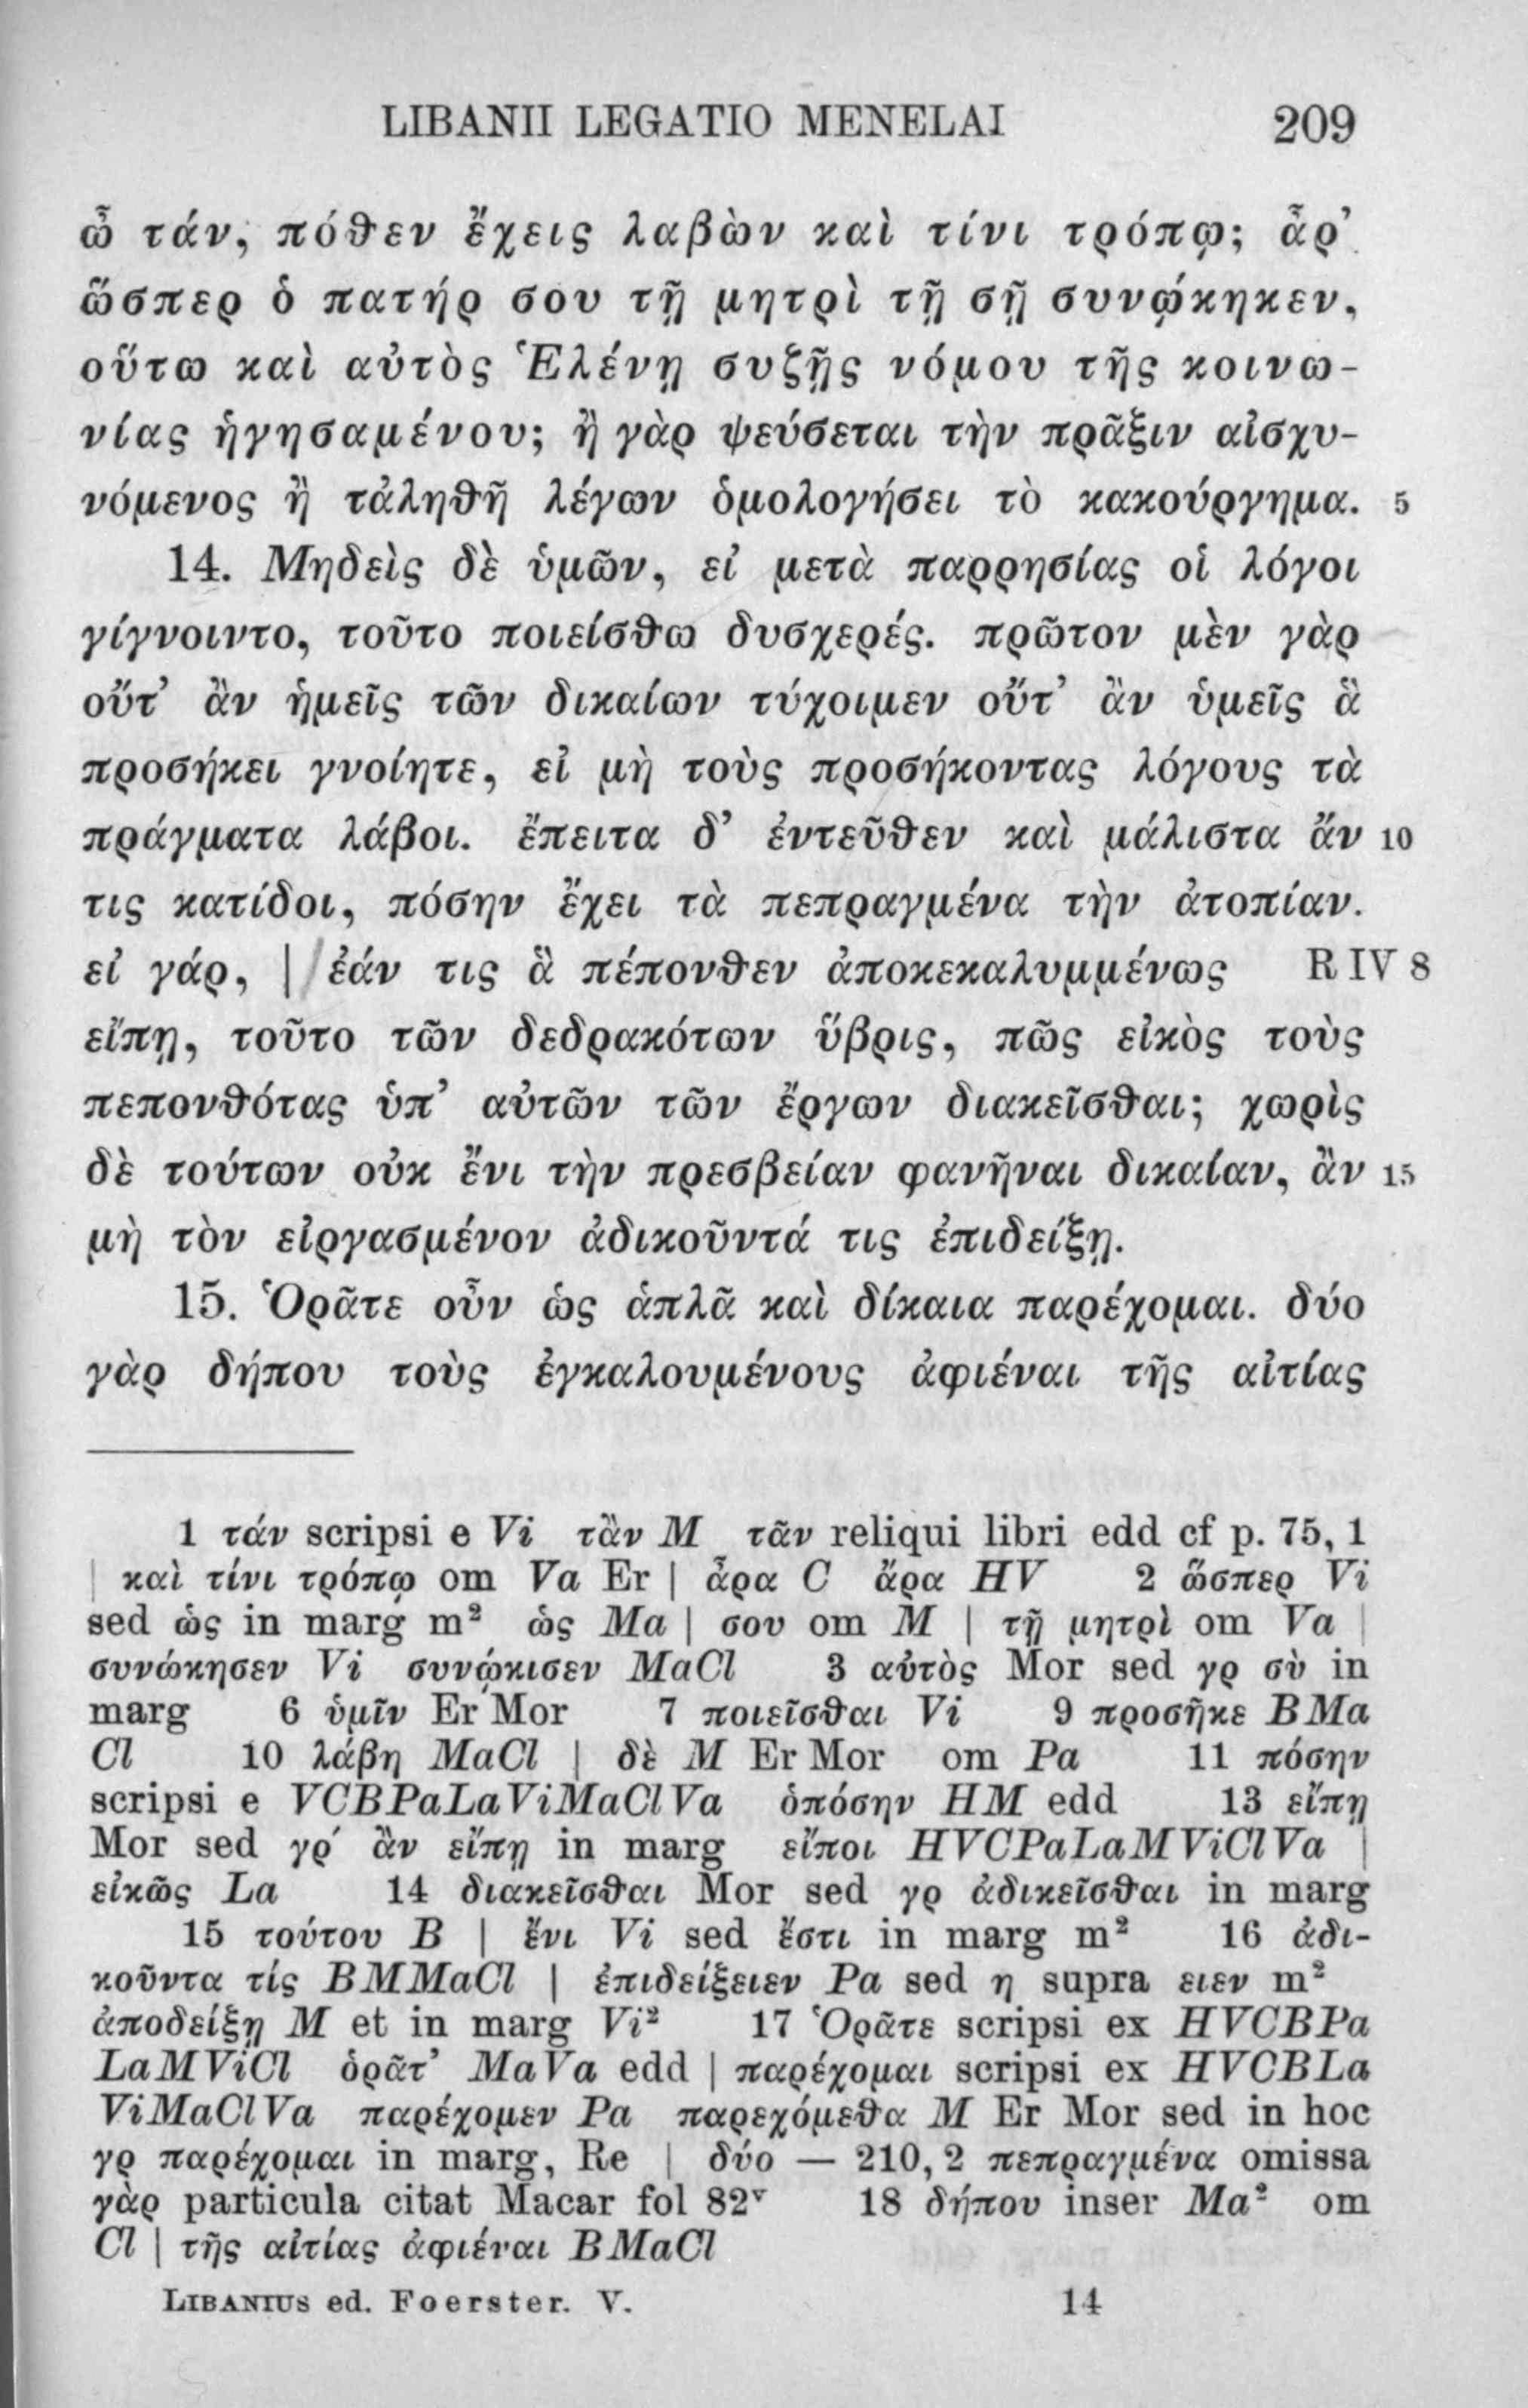 LIBANII LEGATIO MENELAI 209
ὦ τάν, πόθεν ἔχεις λαβὼν καὶ τίνι τρόπῳ; ἆρ’
ὥσπερ ὁ πατήρ σου τῇ μητρὶ τῇ σῇ συνῴκηκεν,
οὕτω καὶ αὐτὸς Ἑλένῃ συζῇς νόμου τῆς κοινω-
νίας ἡγησαμένου; ἢ γὰρ ψεύσεται τὴν πρᾶξιν αἰσχυ-
νόμενος ἢ τἀληθῆ λέγων ὁμολογήσει τὸ κακούργημα. 5
14. Μηδεὶς δὲ ὑμῶν, εἰ μετὰ παρρησίας οἱ λόγοι
γίγνοιντο, τοῦτο ποιείσθω δυσχερές. πρῶτον μὲν γὰρ
οὔτ’ ἂν ἡμεῖς τῶν δικαίων τύχοιμεν οὔτ’ ἂν ὑμεῖς ἃ
προσήκει γνοίητε, εἰ μὴ τοὺς προσήκοντας λόγους τὰ
πράγματα λάβοι. ἔπειτα δ’ ἐντεῦθεν καὶ μάλιστα ἄν 10
τις κατίδοι, πόσην ἔχει τὰ πεπραγμένα τὴν ἀτοπίαν.
εἰ γάρ, | ἐάν τις ἃ πέπονθεν ἀποκεκαλυμμένως R IV 8
εἴπῃ, τοῦτο τῶν δεδρακότων ὕβρις, πῶς εἰκὸς τοὺς
πεπονθότας ὑπ’ αὐτῶν τῶν ἔργων διακεῖσθαι; χωρὶς
δὲ τούτων οὐκ ἔνι τὴν πρεσβείαν φανῆναι δικαίαν, ἂν 15
μὴ τὸν εἰργασμένον ἀδικοῦντά τις ἐπιδείξῃ.
15. Ὁρᾶτε οὖν ὡς ἁπλᾶ καὶ δίκαια παρέχομαι. δύο
γὰρ δήπου τοὺς ἐγκαλουμένους ἀφιέναι τῆς αἰτίας
1 τάν scripsi e Vi τὰν M τᾶν reliqui libri edd cf p. 75, 1
| καὶ τίνι τρόπῳ om Va Er | ἆρα C ἄρα HV 2 ὥσπερ Vi
sed ὡς in marg m² ὡς Ma | σου om M | τῇ μητρὶ om Va |
συνώκησεν Vi συνῴκισεν MaCl 3 αὐτὸς Mor sed γρ σὺ in
marg 6 ὑμῖν Er Mor 7 ποιεῖσθαι Vi 9 προσῆκε BMa
Cl 10 λάβη MaCl | δὲ M Er Mor om Pa 11 πόσην
scripsi e VCBPaLaViMaClVa ὁπόσην HM edd 13 εἴπῃ
Mor sed γρ´ ἂν εἴπῃ in marg εἴποι HVCPaLaMViClVa |
εἰκῶς La 14 διακεῖσθαι Mor sed γρ ἀδικεῖσθαι in marg
15 τούτου B | ἔνι Vi sed ἔστι in marg m² 16 ἀδι-
κοῦντα τίς BMMaCl | ἐπιδείξειεν Pa sed η supra ειεν m²
ἀποδείξῃ M et in marg Vi² 17 Ὁρᾶτε scripsi ex HVCBPa
LaMViCl ὁρᾶτ’ MaVa edd | παρέχομαι scripsi ex HVCBLa
ViMaClVa παρέχομεν Pa παρεχόμεθα M Er Mor sed in hoc
γρ παρέχομαι in marg, Re | δύο — 210, 2 πεπραγμένα omissa
γὰρ particula citat Macar fol 82ᵛ 18 δήπου inser Ma² om
Cl | τῆς αἰτίας ἀφιέναι BMaCl
LIBANIUS ed. Foerster. V. 14